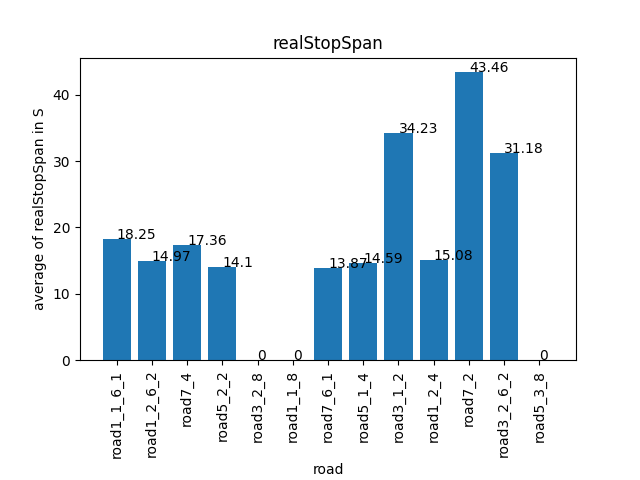 realStopSpan
average of realStopSpan in S
40
30
20
10
0
18.25
14.97
17.36
14.1
0
0
13.87
14.59
34.23
15.08
43.46
31.18
0
road1_1_6_1
road1_2_6_2
road7_4
road5_2_2
road3_2_8
road1_1_8
road7_6_1
road5_1_4
road3_1_2
road1_2_4
road7_2
road3_2_6_2
road5_3_8
road